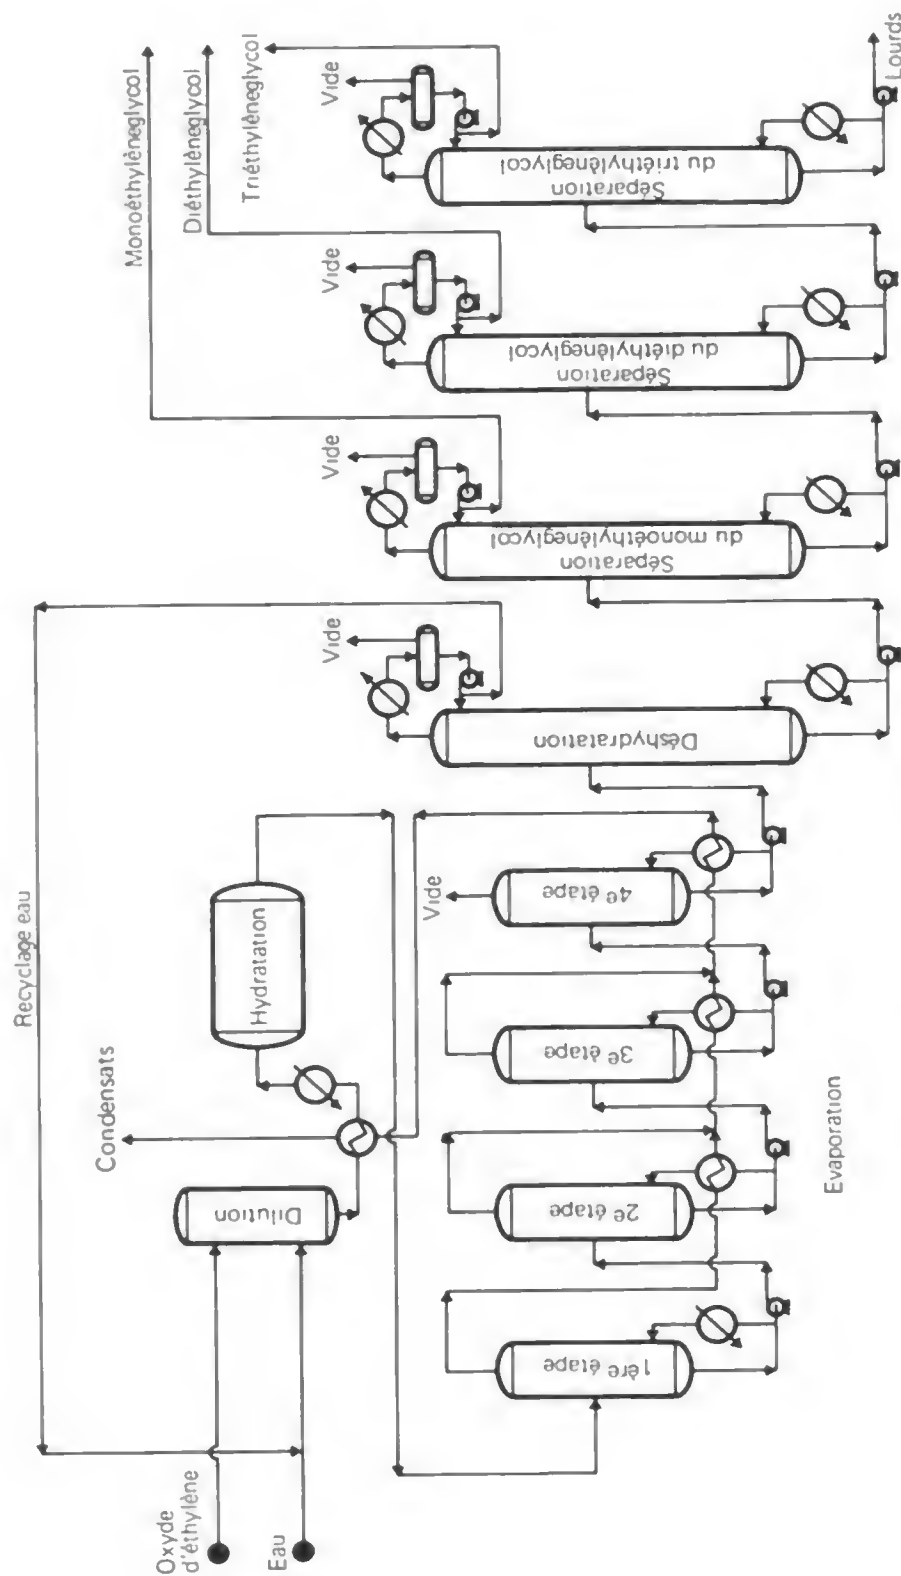 Recyclage eau
Monoéthylèneglycol
Diéthylèneglycol
Triéthylèneglycol
Condensats
Hydratation
Dilution
Oxyde
d'éthylène
Eau
Vide
Vide
Vide
Vide
Vide
1ère étape
2e étape
3e étape
4e étape
Evaporation
Déshydratation
Séparation
du monoéthylèneglycol
Séparation
du diéthylèneglycol
Séparation
du triéthylèneglycol
Lourds